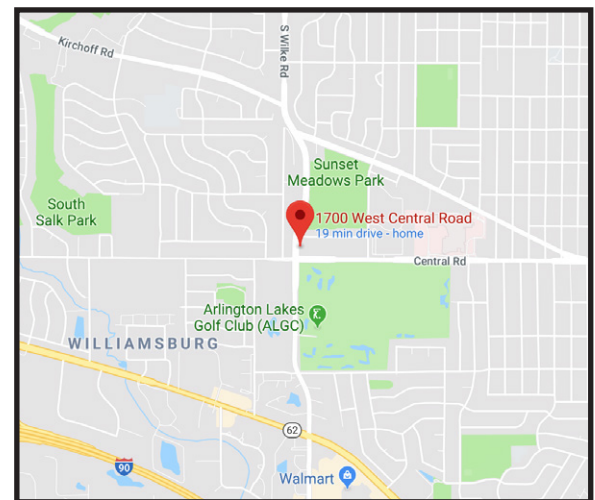 Kirchoff Rd
S Wilke Rd
Sunset
Meadows Park
South
Salk Park
1700 West Central Road
19 min drive - home
Central Rd
Arlington Lakes
Golf Club (ALGC)
WILLIAMSBURG
62
90
Walmart